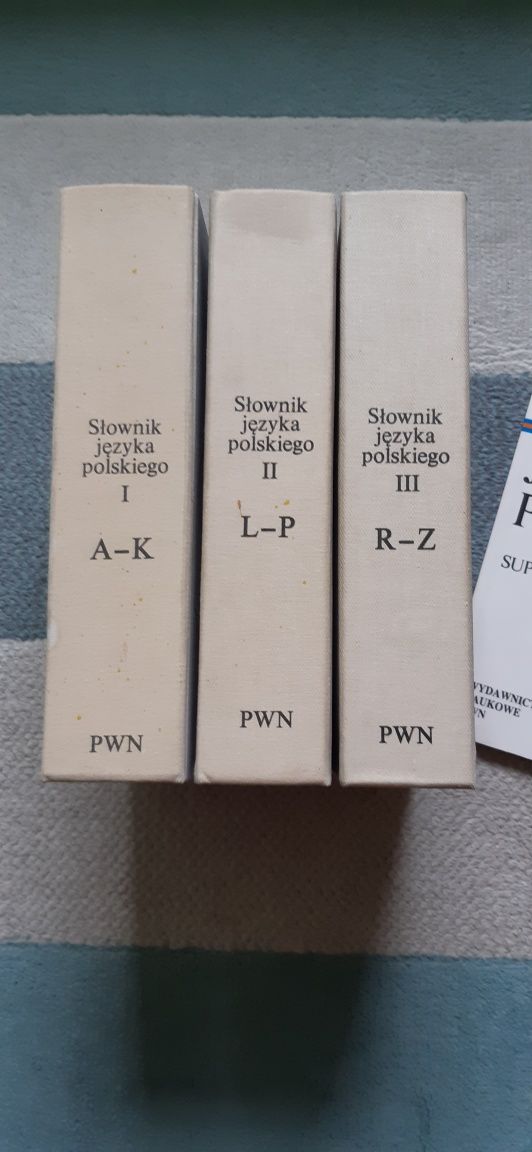 Słownik
języka
polskiego
I
A–K
PWN
Słownik
języka
polskiego
II
L–P
PWN
Słownik
języka
polskiego
III
R–Z
PWN